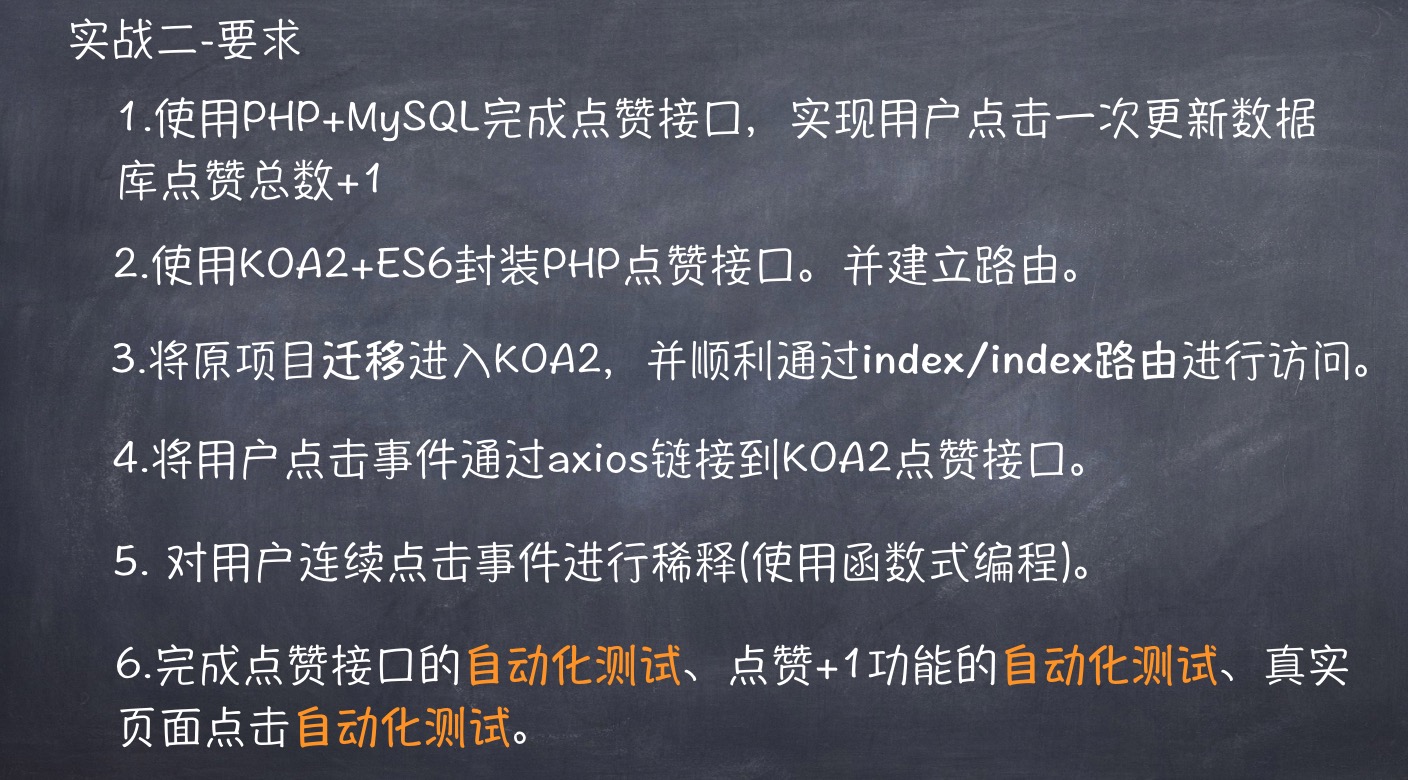 实战二-要求
1.使用PHP+MySQL完成点赞接口，实现用户点击一次更新数据
库点赞总数+1
2.使用KOA2+ES6封装PHP点赞接口。并建立路由。
3.将原项目迁移进入KOA2，并顺利通过index/index路由进行访问。
4.将用户点击事件通过axios链接到KOA2点赞接口。
5. 对用户连续点击事件进行稀释(使用函数式编程)。
6.完成点赞接口的自动化测试、点赞+1功能的自动化测试、真实
页面点击自动化测试。